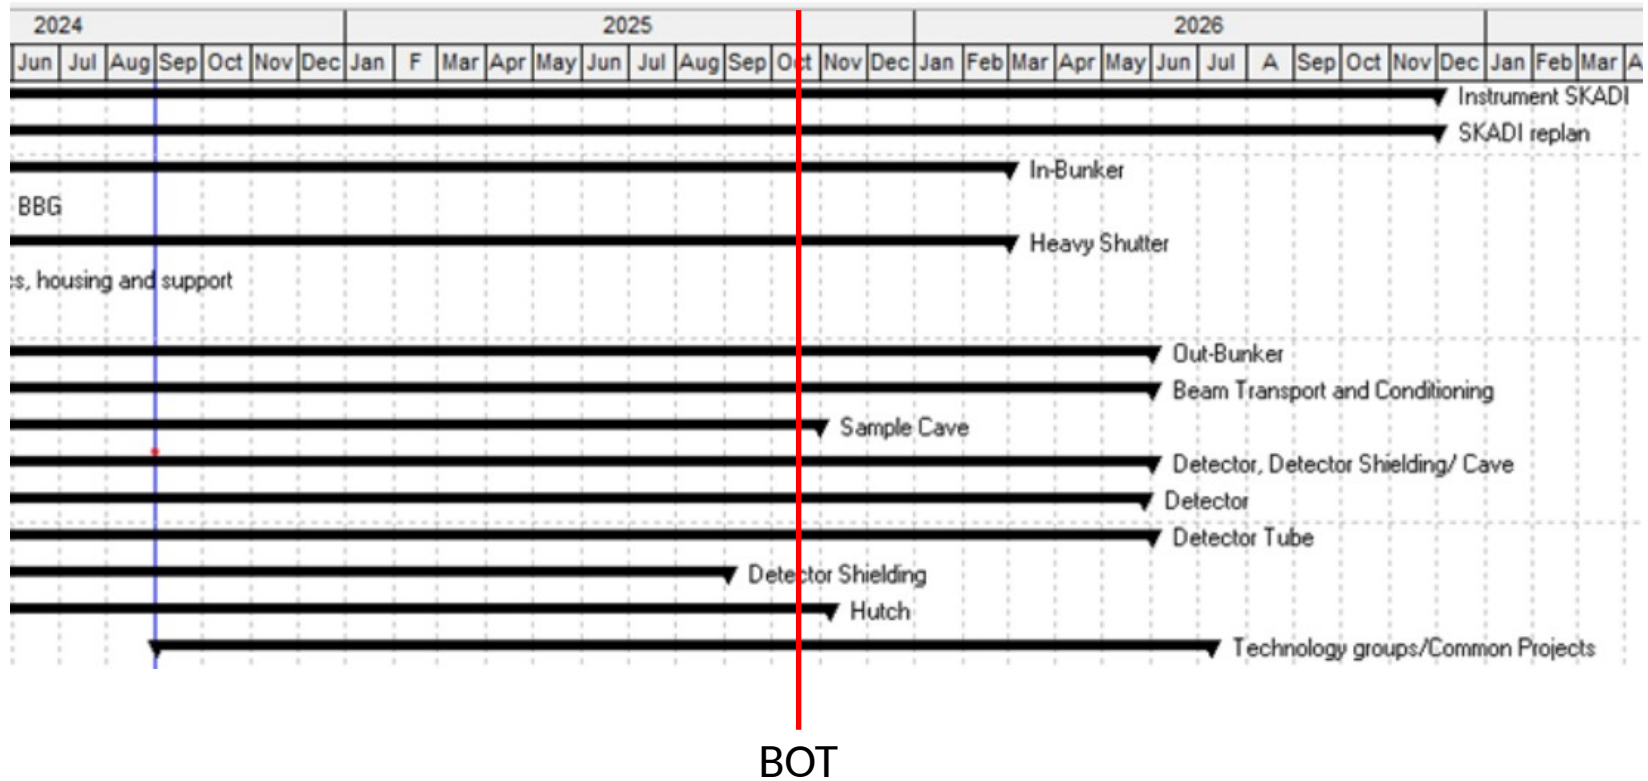 2024 2025 2026
Jun Jul Aug Sep Oct Nov Dec Jan F Mar Apr May Jun Jul Aug Sep Oct Nov Dec Jan Feb Mar Apr May Jun Jul A Sep Oct Nov Dec Jan Feb Mar A
Instrument SKADI
SKADI replan
In-Bunker
BBG
Heavy Shutter
cs, housing and support
Out-Bunker
Beam Transport and Conditioning
Sample Cave
Detector, Detector Shielding/ Cave
Detector
Detector Tube
Detector Shielding
Hutch
Technology groups/Common Projects
BOT